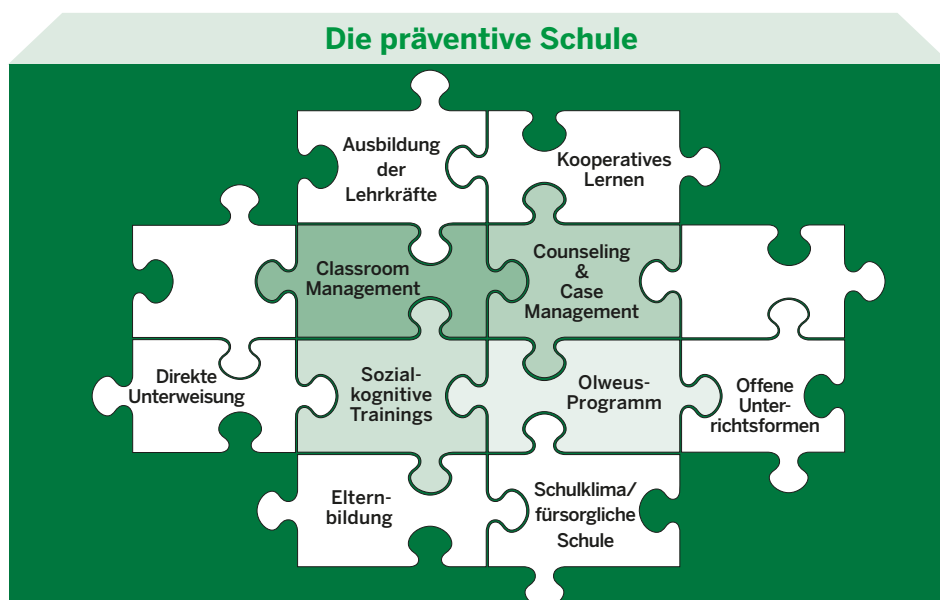 Die präventive Schule
Ausbildung
der
Lehrkräfte
Kooperatives
Lernen
Classroom
Management
Counseling
&
Case
Management
Direkte
Unterweisung
Sozial-
kognitive
Trainings
Olweus-
Programm
Offene
Unter-
richtsformen
Eltern-
bildung
Schulklima/
fürsorgliche
Schule